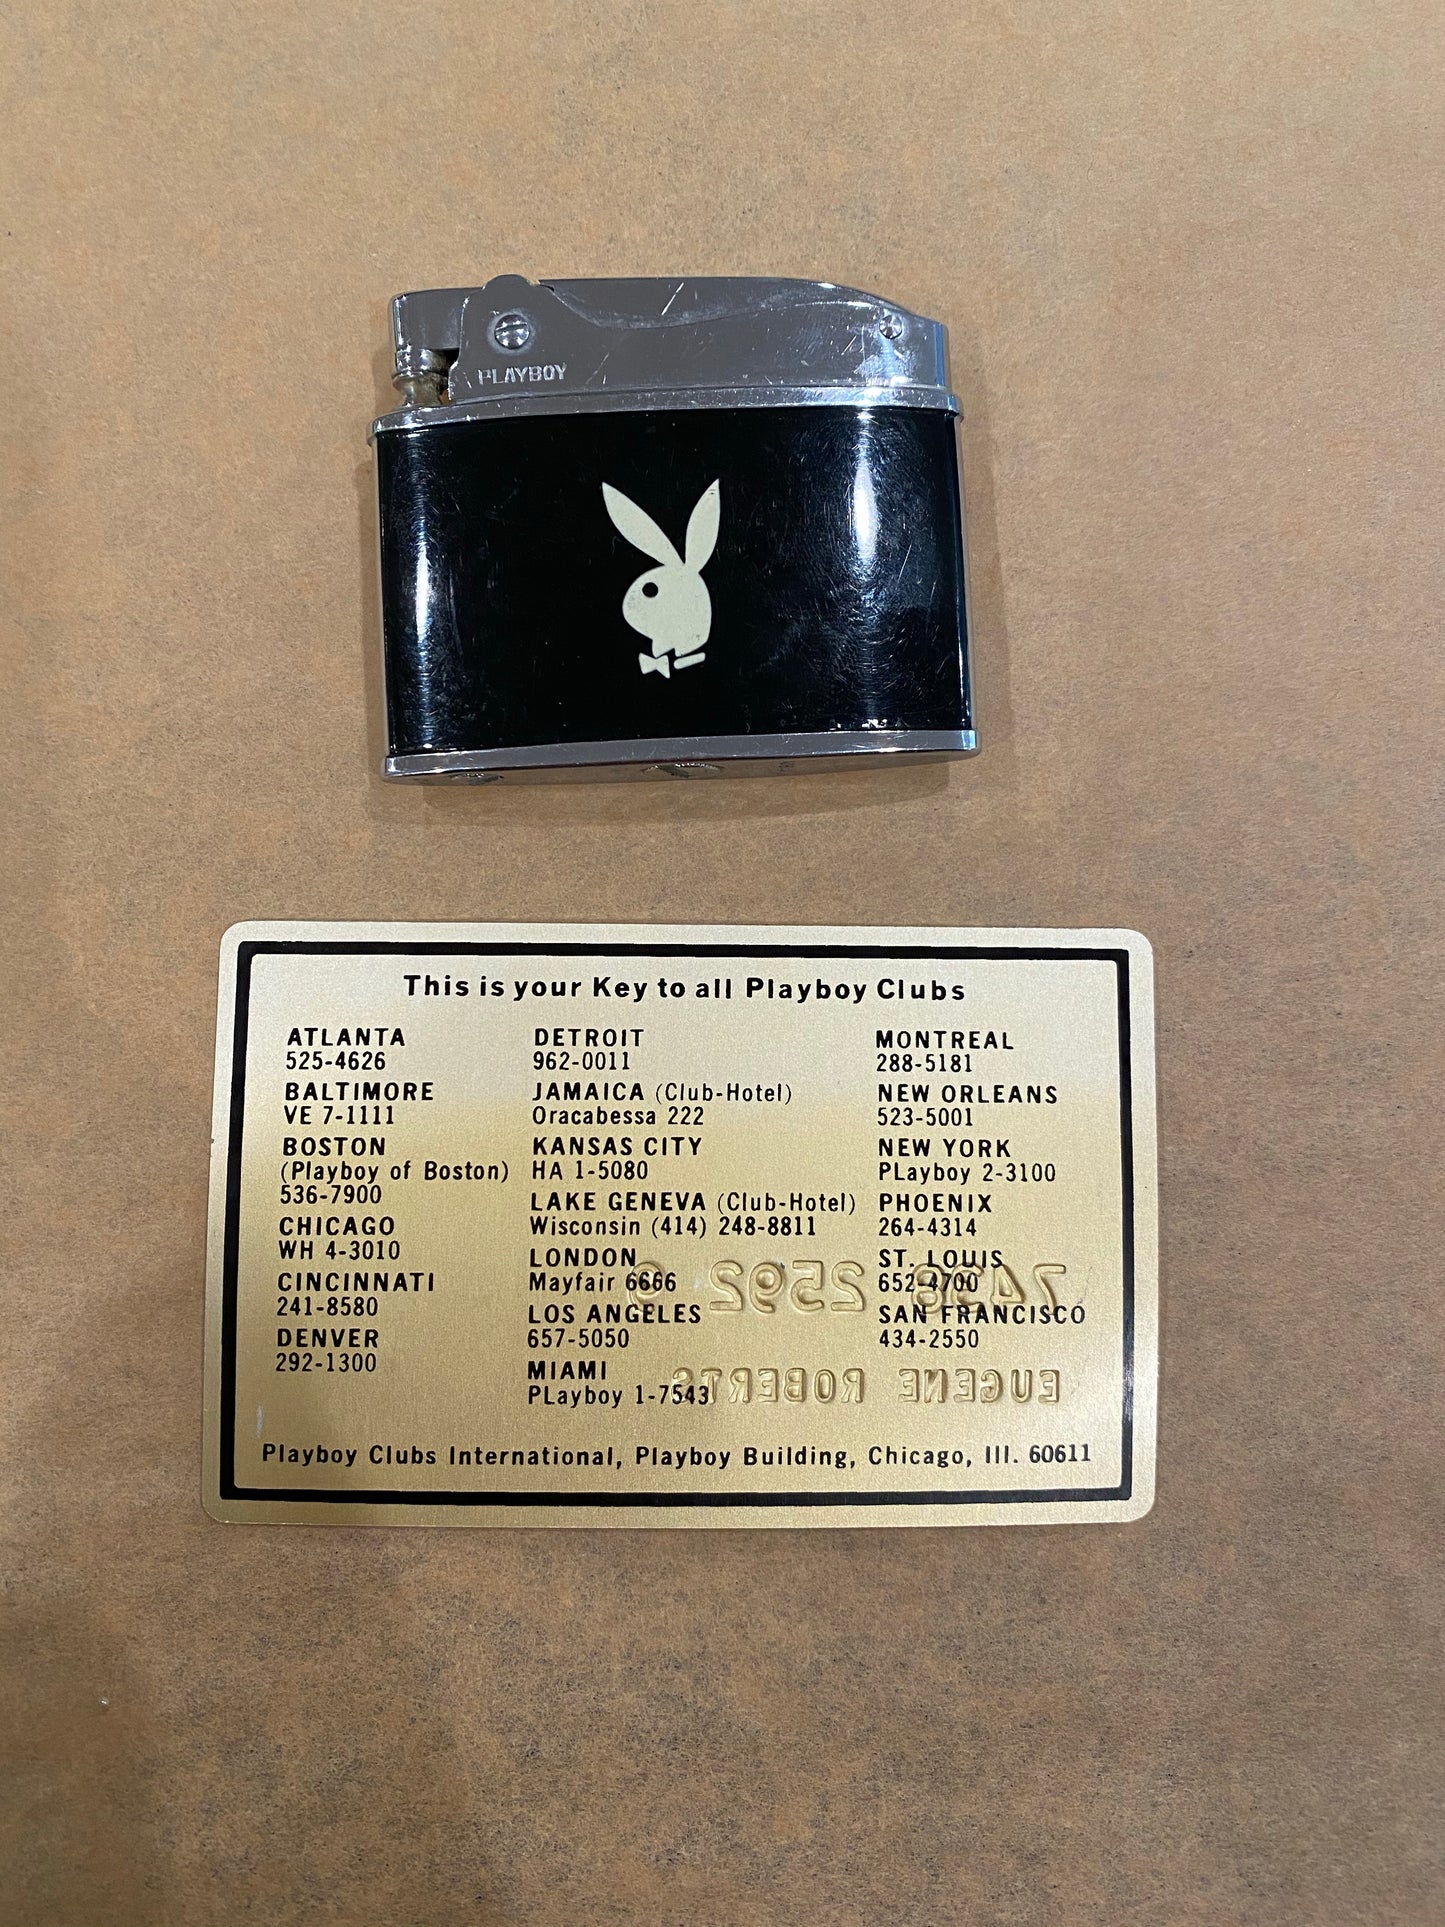 PLAYBOY
This is your Key to all Playboy Clubs
ATLANTA
525-4626
BALTIMORE
VE 7-1111
BOSTON
(Playboy of Boston)
536-7900
CHICAGO
WH 4-3010
CINCINNATI
241-8580
DENVER
292-1300
DETROIT
962-0011
JAMAICA (Club-Hotel)
Oracabessa 222
KANSAS CITY
HA 1-5080
LAKE GENEVA (Club-Hotel)
Wisconsin (414) 248-8811
LONDON
Mayfair 6666
LOS ANGELES
657-5050
MIAMI
PLayboy 1-7543
MONTREAL
288-5181
NEW ORLEANS
523-5001
NEW YORK
PLayboy 2-3100
PHOENIX
264-4314
ST. LOUIS
652-4700
SAN FRANCISCO
434-2550
2592
EUGENE ROBERTS
Playboy Clubs International, Playboy Building, Chicago, Ill. 60611